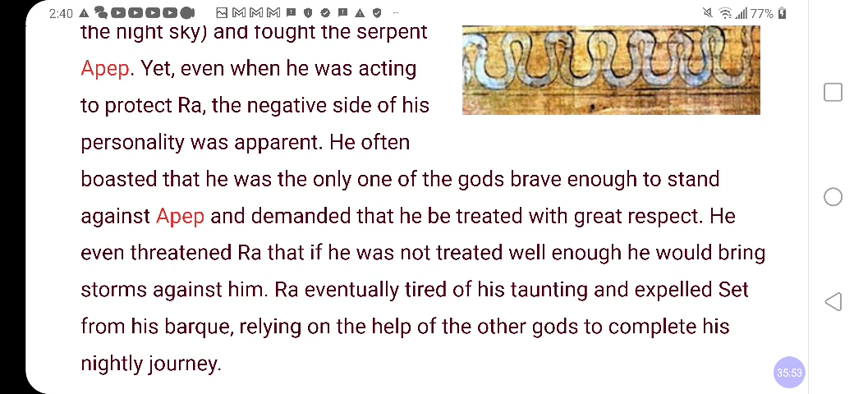 2:40
77%
the night sky) and fought the serpent
Apep. Yet, even when he was acting
to protect Ra, the negative side of his
personality was apparent. He often
boasted that he was the only one of the gods brave enough to stand
against Apep and demanded that he be treated with great respect. He
even threatened Ra that if he was not treated well enough he would bring
storms against him. Ra eventually tired of his taunting and expelled Set
from his barque, relying on the help of the other gods to complete his
nightly journey.
35:53